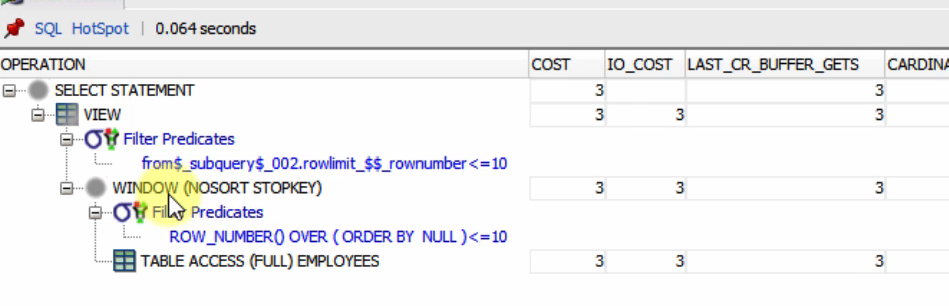 SQL HotSpot | 0.064 seconds
OPERATION COST IO_COST LAST_CR_BUFFER_GETS
SELECT STATEMENT 3 3
VIEW 3 3 3
Filter Predicates
from$_subquery$_002.rowlimit_$$_rownumber<=10
WINDOW (NOSORT STOPKEY) 3 3 3
Filter Predicates
ROW_NUMBER() OVER ( ORDER BY NULL )<=10
TABLE ACCESS (FULL) EMPLOYEES 3 3 3